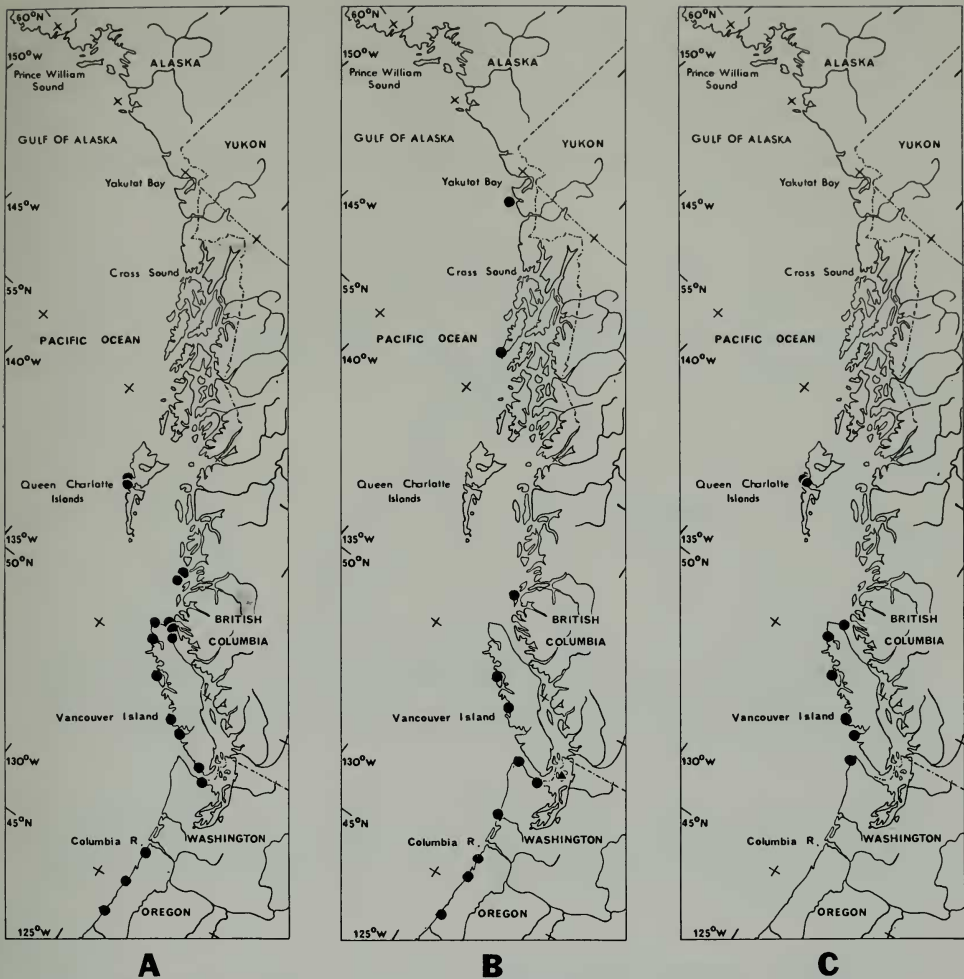 60°N
150°W
ALASKA
Prince William
Sound
GULF OF ALASKA
YUKON
Yakutat Bay
145°W
Cross Sound
55°N
PACIFIC OCEAN
140°W
Queen Charlotte
Islands
135°W
50°N
BRITISH
COLUMBIA
Vancouver Island
130°W
45°N
Columbia R.
WASHINGTON
OREGON
125°W
A
60°N
150°W
ALASKA
Prince William
Sound
GULF OF ALASKA
YUKON
Yakutat Bay
145°W
Cross Sound
55°N
PACIFIC OCEAN
140°W
Queen Charlotte
Islands
135°W
50°N
BRITISH
COLUMBIA
Vancouver Island
130°W
45°N
Columbia R.
WASHINGTON
OREGON
125°W
B
60°N
150°W
ALASKA
Prince William
Sound
GULF OF ALASKA
YUKON
Yakutat Bay
145°W
Cross Sound
55°N
PACIFIC OCEAN
140°W
Queen Charlotte
Islands
135°W
50°N
BRITISH
COLUMBIA
Vancouver Island
130°W
45°N
Columbia R.
WASHINGTON
OREGON
125°W
C